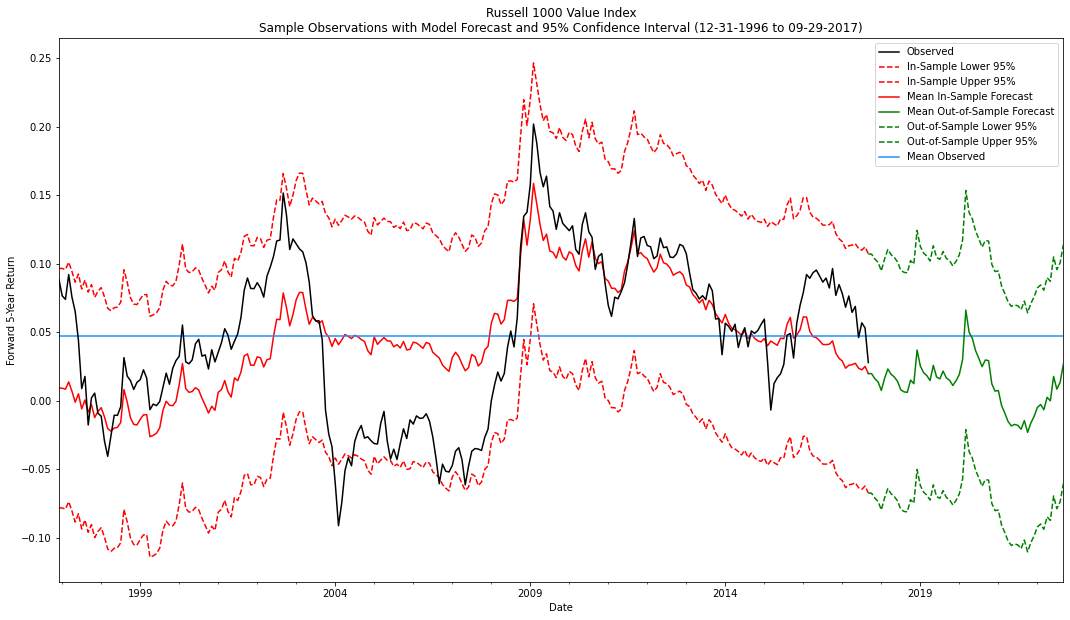 Russell 1000 Value Index
Sample Observations with Model Forecast and 95% Confidence Interval (12-31-1996 to 09-29-2017)
Forward 5-Year Return
0.25
0.20
0.15
0.10
0.05
0.00
−0.05
−0.10
Observed
In-Sample Lower 95%
In-Sample Upper 95%
Mean In-Sample Forecast
Mean Out-of-Sample Forecast
Out-of-Sample Lower 95%
Out-of-Sample Upper 95%
Mean Observed
1999
2004
2009
2014
2019
Date